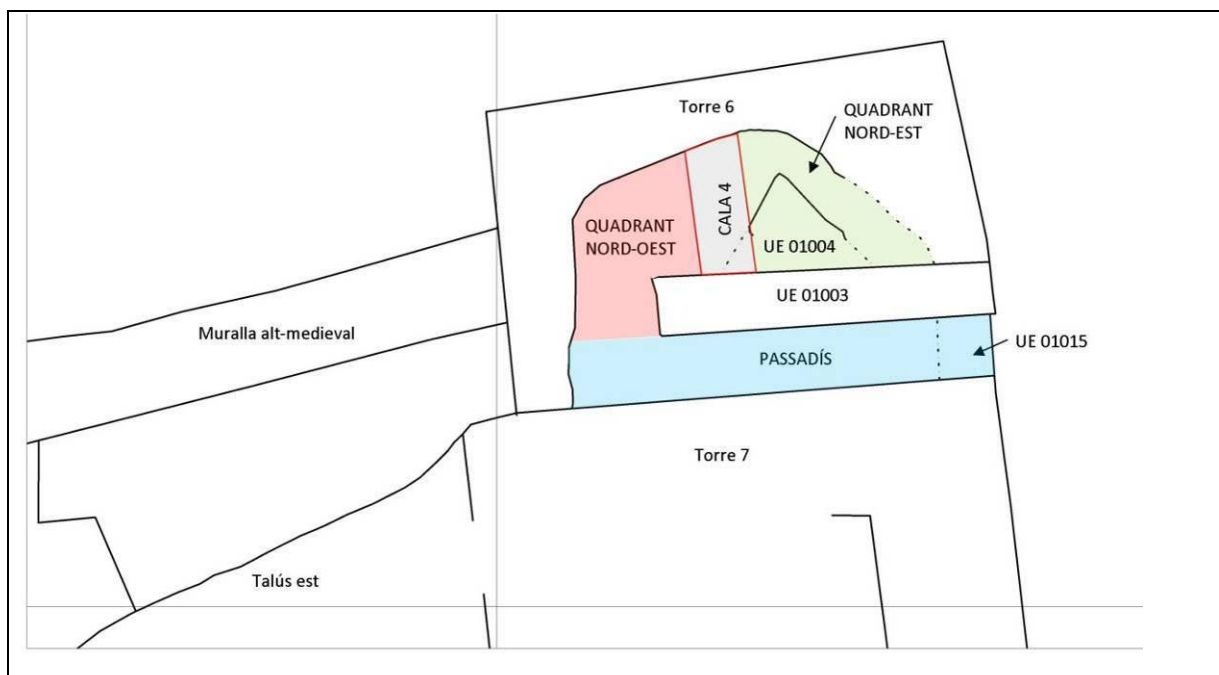 Torre 6
QUADRANT
NORD-EST
CALA 4
QUADRANT
NORD-OEST
UE 01004
UE 01003
Muralla alt-medieval
UE 01015
PASSADÍS
Torre 7
Talús est